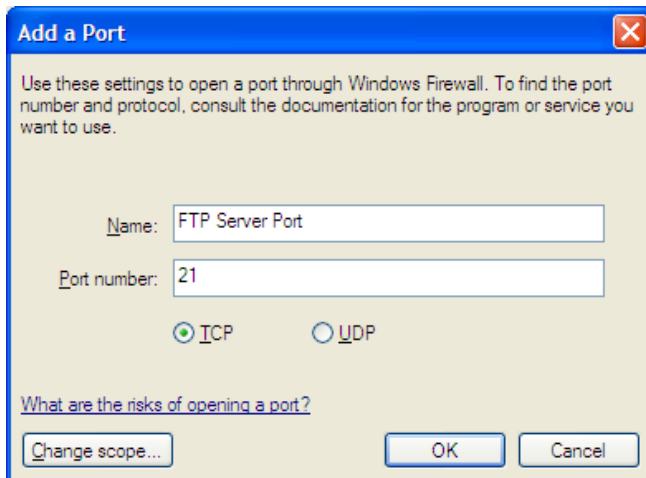 Add a Port
Use these settings to open a port through Windows Firewall. To find the port
number and protocol, consult the documentation for the program or service you
want to use.
Name: FTP Server Port
Port number: 21
TCP UDP
What are the risks of opening a port?
Change scope... OK Cancel